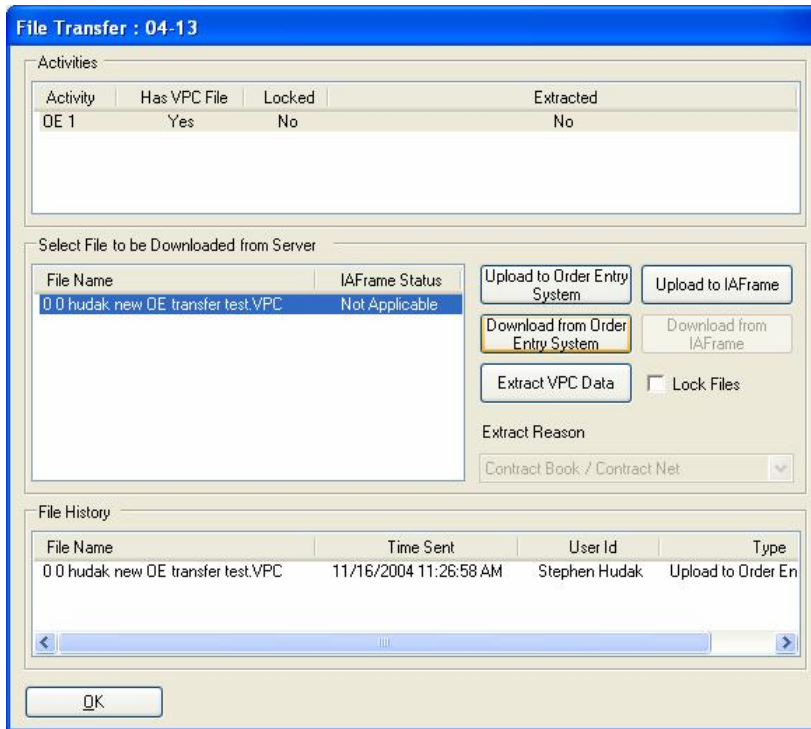 File Transfer : 04-13
Activities
Activity Has VPC File Locked Extracted
OE 1 Yes No No
Select File to be Downloaded from Server
File Name IAFrame Status
0 0 hudak new OE transfer test.VPC Not Applicable
Upload to Order Entry
System
Upload to IAFrame
Download from Order
Entry System
Download from
IAFrame
Extract VPC Data
Lock Files
Extract Reason
Contract Book / Contract Net
File History
File Name Time Sent User Id Type
0 0 hudak new OE transfer test.VPC 11/16/2004 11:26:58 AM Stephen Hudak Upload to Order En
OK